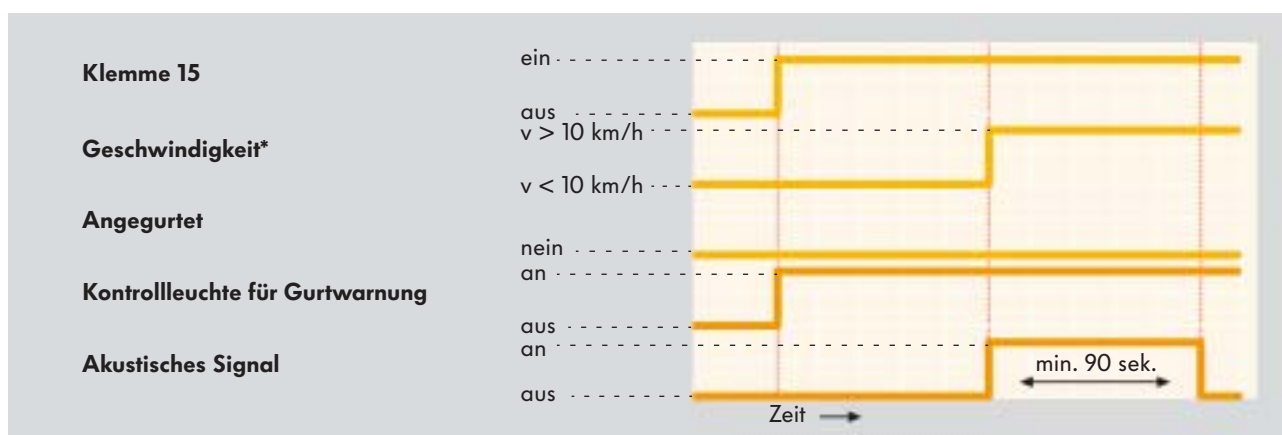 Klemme 15
ein
aus
Geschwindigkeit*
v > 10 km/h
v < 10 km/h
Angegurtet
nein
Kontrollleuchte für Gurtwarnung
an
aus
Akustisches Signal
an
min. 90 sek.
aus
Zeit